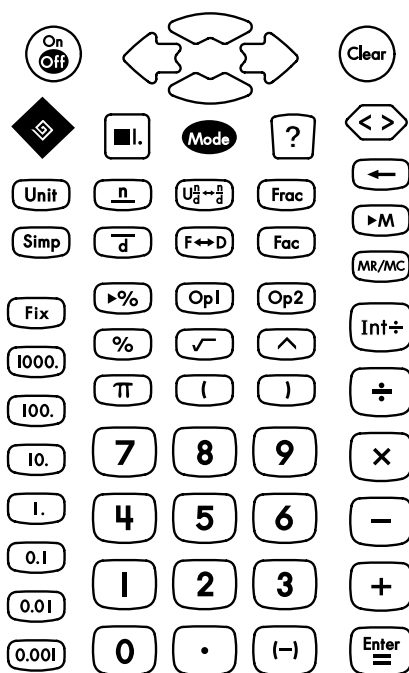 On
Off
Clear
■I.
Mode
?
< >
Unit
n
U n/d ↔ n/d
Frac
←
Simp
d
F↔D
Fac
▸M
MR/MC
Fix
▸%
Op1
Op2
Int÷
1000.
%
√
^
100.
π
(
)
÷
10.
7
8
9
×
1.
4
5
6
−
0.1
0.01
1
2
3
+
0.001
0
.
(−)
Enter
=